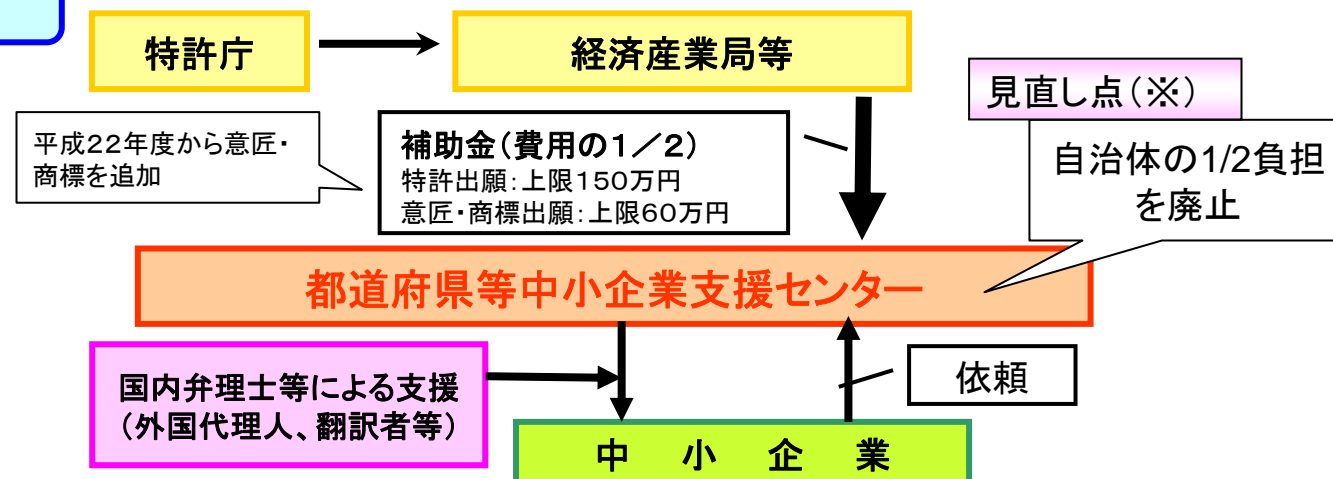 特許庁
経済産業局等
見直し点(※)
平成22年度から意匠・
商標を追加
補助金(費用の1/2)
特許出願:上限150万円
意匠・商標出願:上限60万円
自治体の1/2負担
を廃止
都道府県等中小企業支援センター
国内弁理士等による支援
(外国代理人、翻訳者等)
依頼
中 小 企 業